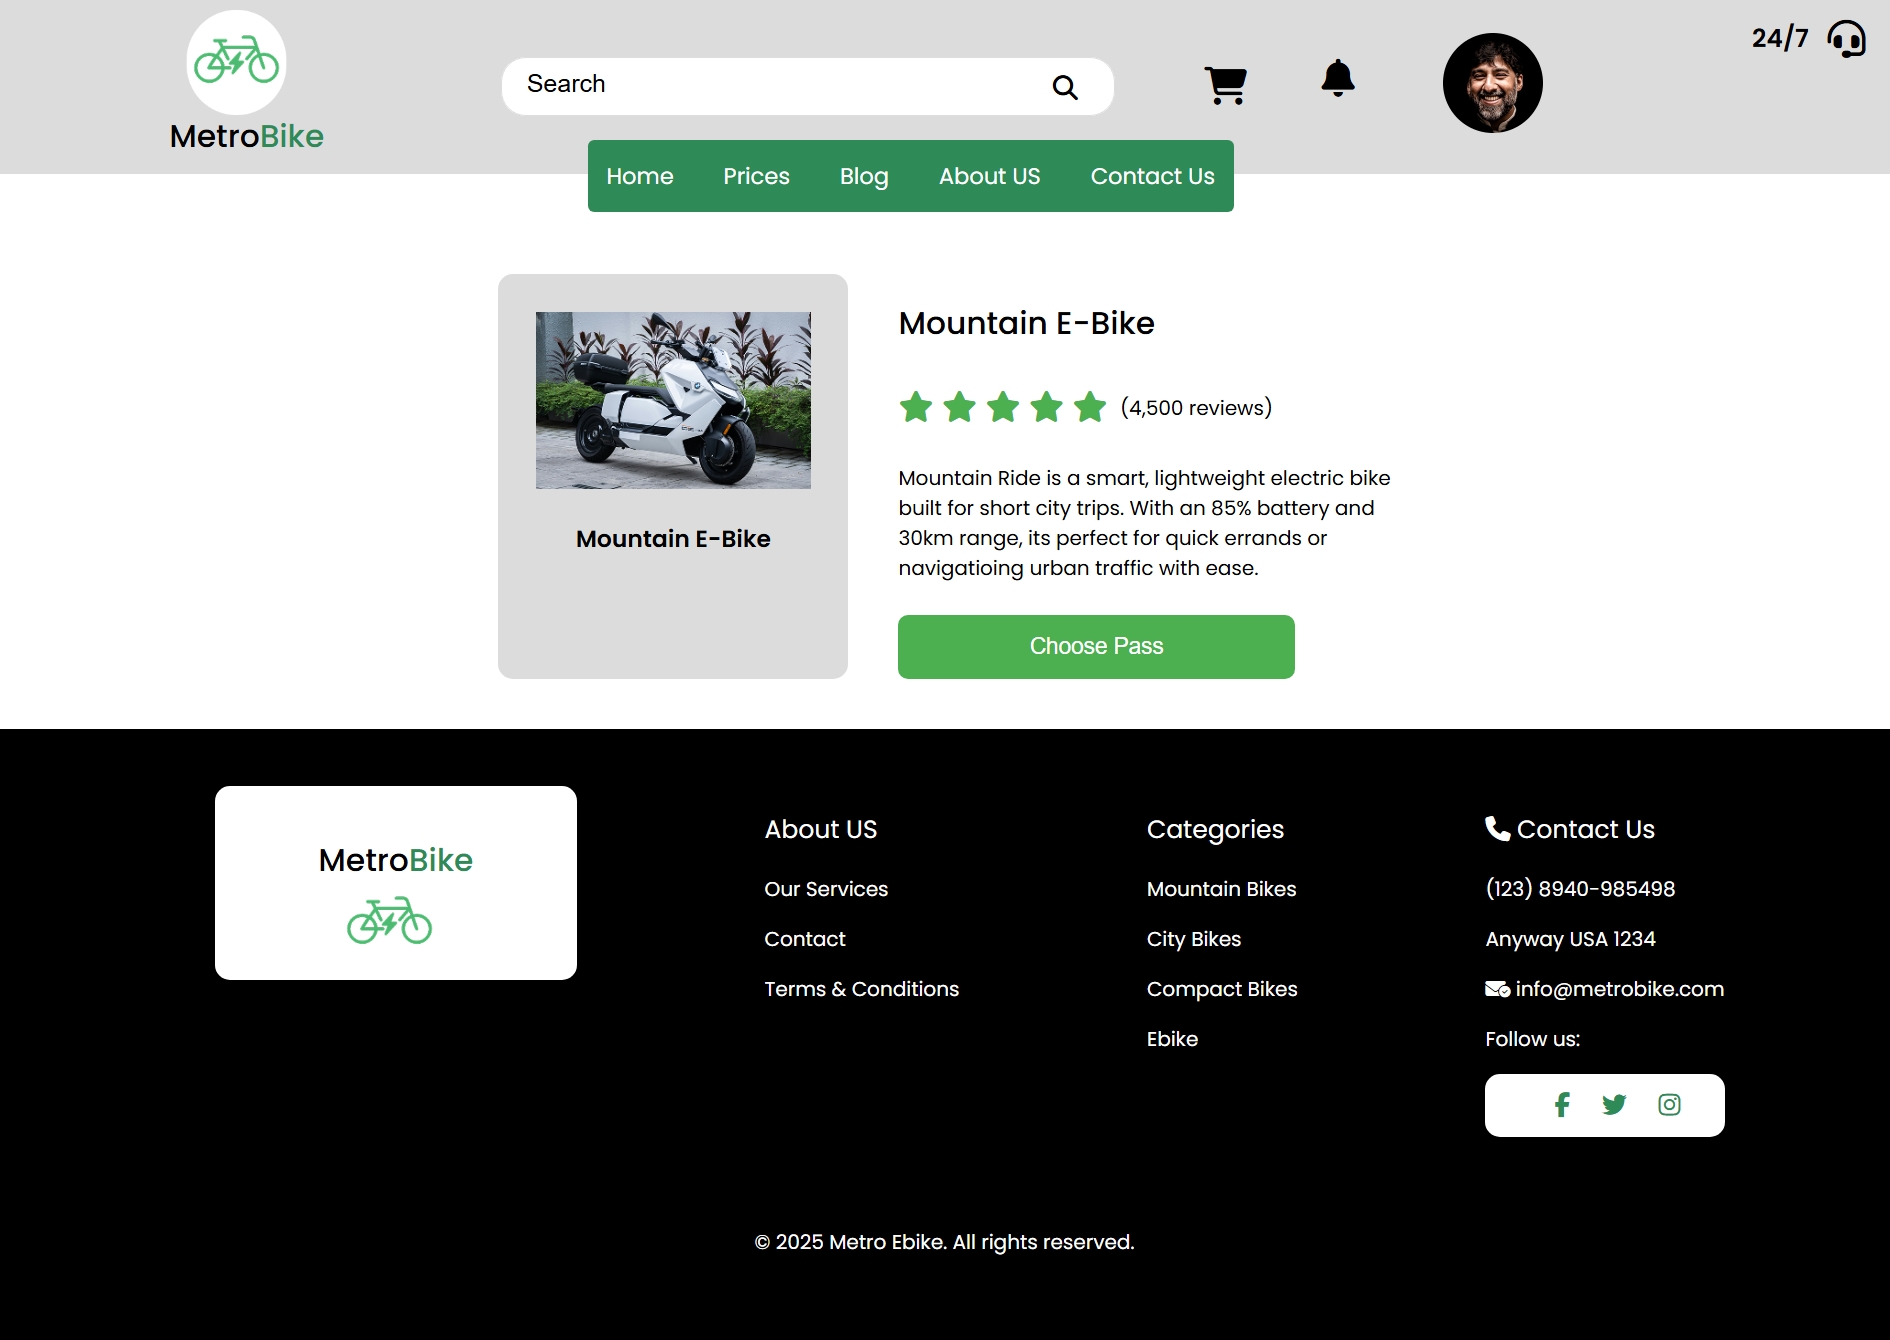 24/7
Search
MetroBike
Home Prices Blog About US Contact Us
Mountain E-Bike
(4,500 reviews)
Mountain Ride is a smart, lightweight electric bike
built for short city trips. With an 85% battery and
30km range, its perfect for quick errands or
navigatioing urban traffic with ease.
Mountain E-Bike
Choose Pass
MetroBike
About US
Our Services
Contact
Terms & Conditions
Categories
Mountain Bikes
City Bikes
Compact Bikes
Ebike
Contact Us
(123) 8940-985498
Anyway USA 1234
info@metrobike.com
Follow us:
© 2025 Metro Ebike. All rights reserved.